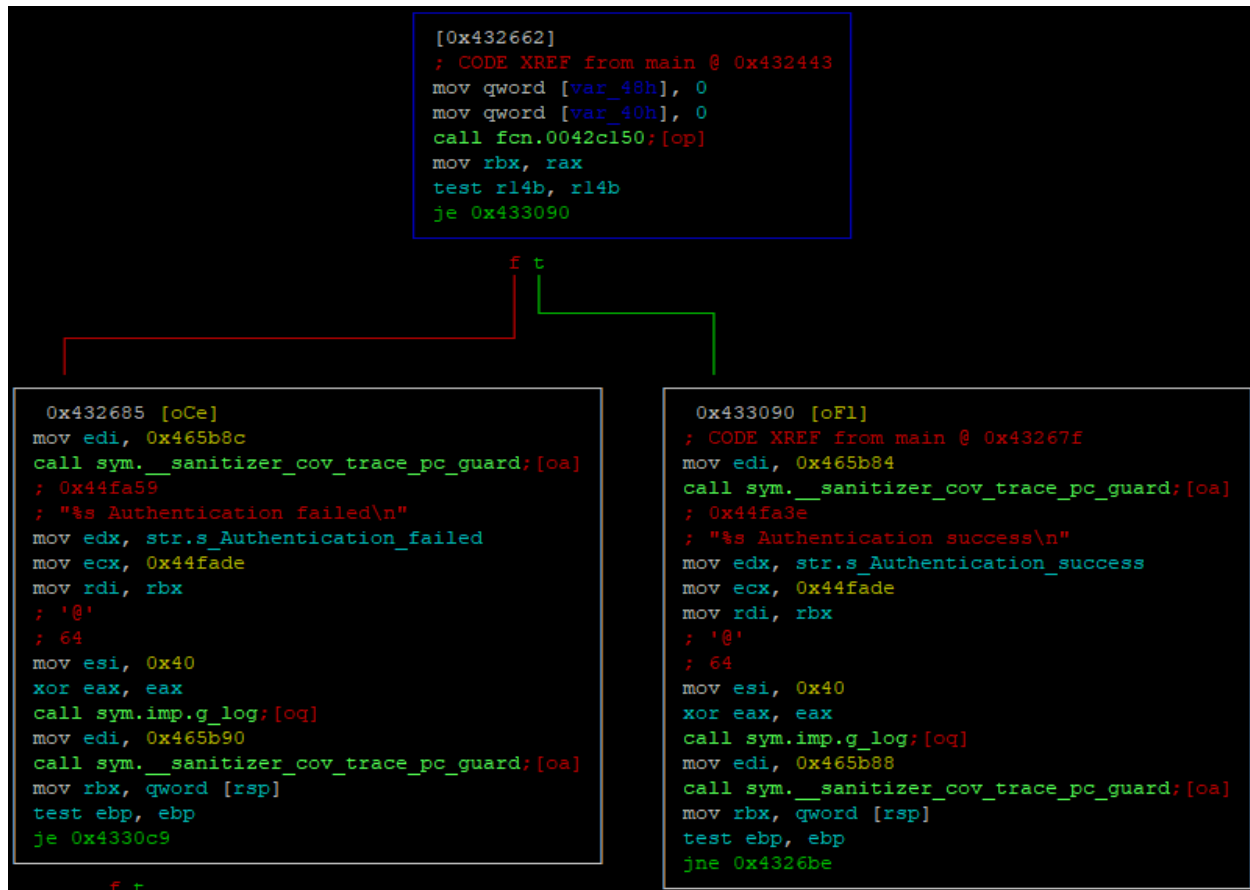 [0x432662]
; CODE XREF from main @ 0x432443
mov qword [var_48h], 0
mov qword [var_40h], 0
call fcn.0042c150;[op]
mov rbx, rax
test r14b, r14b
je 0x433090
f t
0x432685 [oCe]
mov edi, 0x465b8c
call sym.__sanitizer_cov_trace_pc_guard;[oa]
; 0x44fa59
; "%s Authentication failed\n"
mov edx, str.s_Authentication_failed
mov ecx, 0x44fade
mov rdi, rbx
; '@'
; 64
mov esi, 0x40
xor eax, eax
call sym.imp.g_log;[oq]
mov edi, 0x465b90
call sym.__sanitizer_cov_trace_pc_guard;[oa]
mov rbx, qword [rsp]
test ebp, ebp
je 0x4330c9
f t
0x433090 [oFl]
; CODE XREF from main @ 0x43267f
mov edi, 0x465b84
call sym.__sanitizer_cov_trace_pc_guard;[oa]
; 0x44fa3e
; "%s Authentication success\n"
mov edx, str.s_Authentication_success
mov ecx, 0x44fade
mov rdi, rbx
; '@'
; 64
mov esi, 0x40
xor eax, eax
call sym.imp.g_log;[oq]
mov edi, 0x465b88
call sym.__sanitizer_cov_trace_pc_guard;[oa]
mov rbx, qword [rsp]
test ebp, ebp
jne 0x4326be